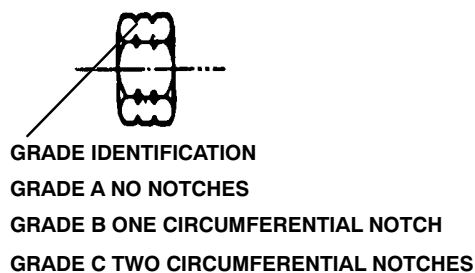 GRADE IDENTIFICATION
GRADE A NO NOTCHES
GRADE B ONE CIRCUMFERENTIAL NOTCH
GRADE C TWO CIRCUMFERENTIAL NOTCHES